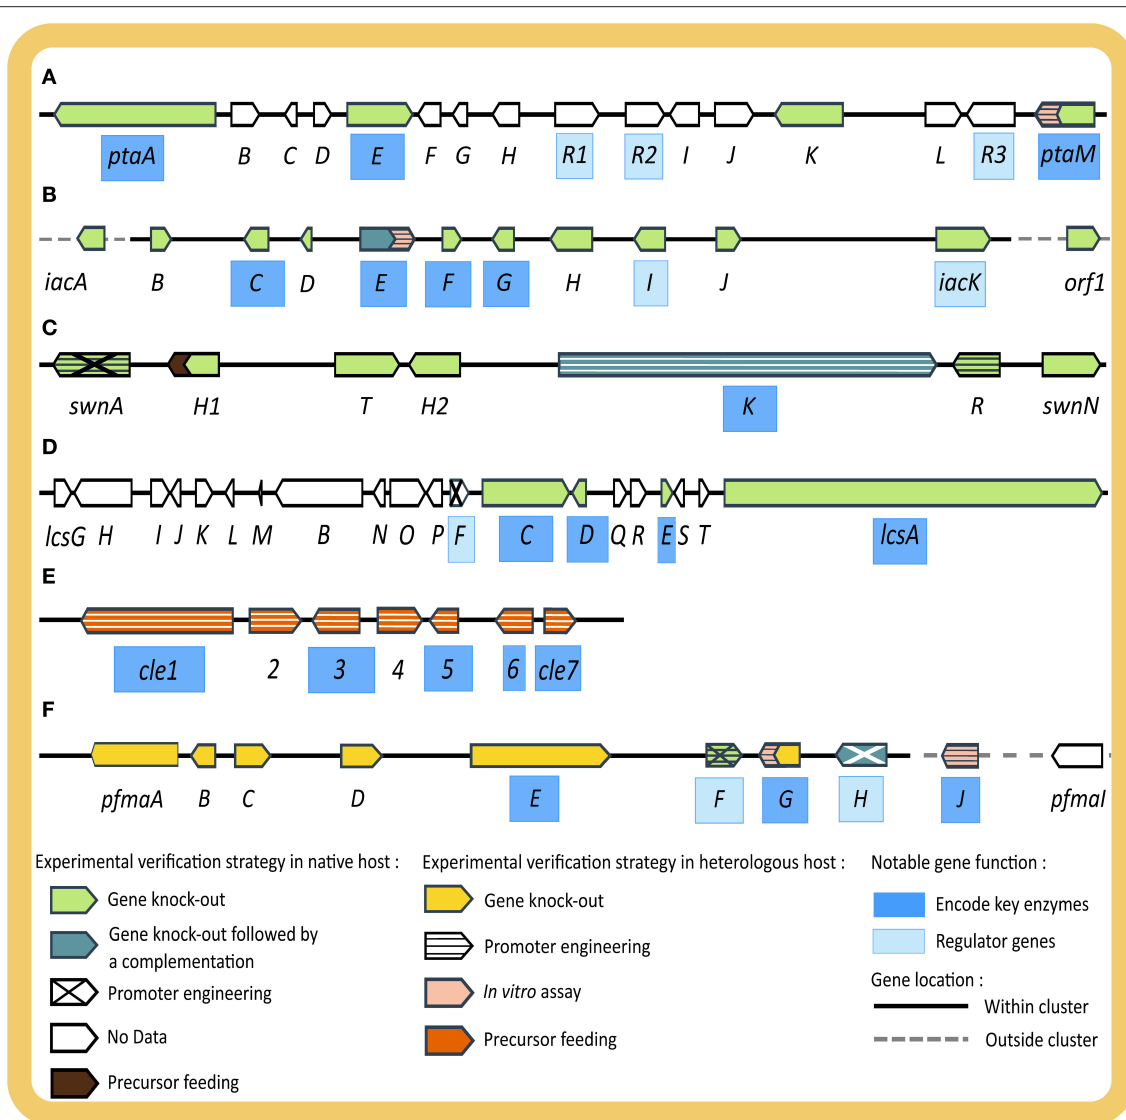 A
ptaA B C D E F G H R1 R2 I J K L R3 ptaM
B
iacA B C D E F G H I J iacK orf1
C
swnA H1 T H2 K R swnN
D
lcsG H I J K L M B N O P F C D Q R E S T lcsA
E
cle1 2 3 4 5 6 cle7
F
pfmaA B C D E F G H J pfmaI
Experimental verification strategy in native host :
Gene knock-out
Gene knock-out followed by
a complementation
Promoter engineering
No Data
Precursor feeding
Experimental verification strategy in heterologous host :
Gene knock-out
Promoter engineering
In vitro assay
Precursor feeding
Notable gene function :
Encode key enzymes
Regulator genes
Gene location :
Within cluster
Outside cluster